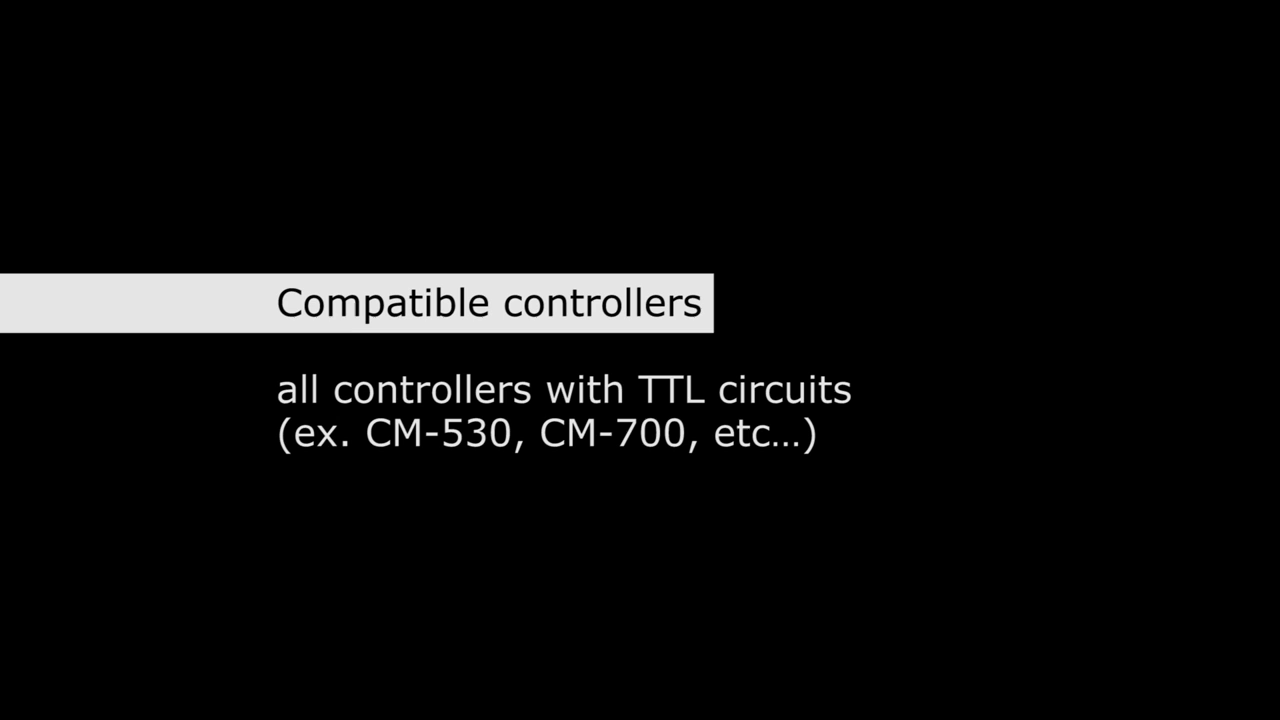 Compatible controllers
all controllers with TTL circuits
(ex. CM-530, CM-700, etc…)